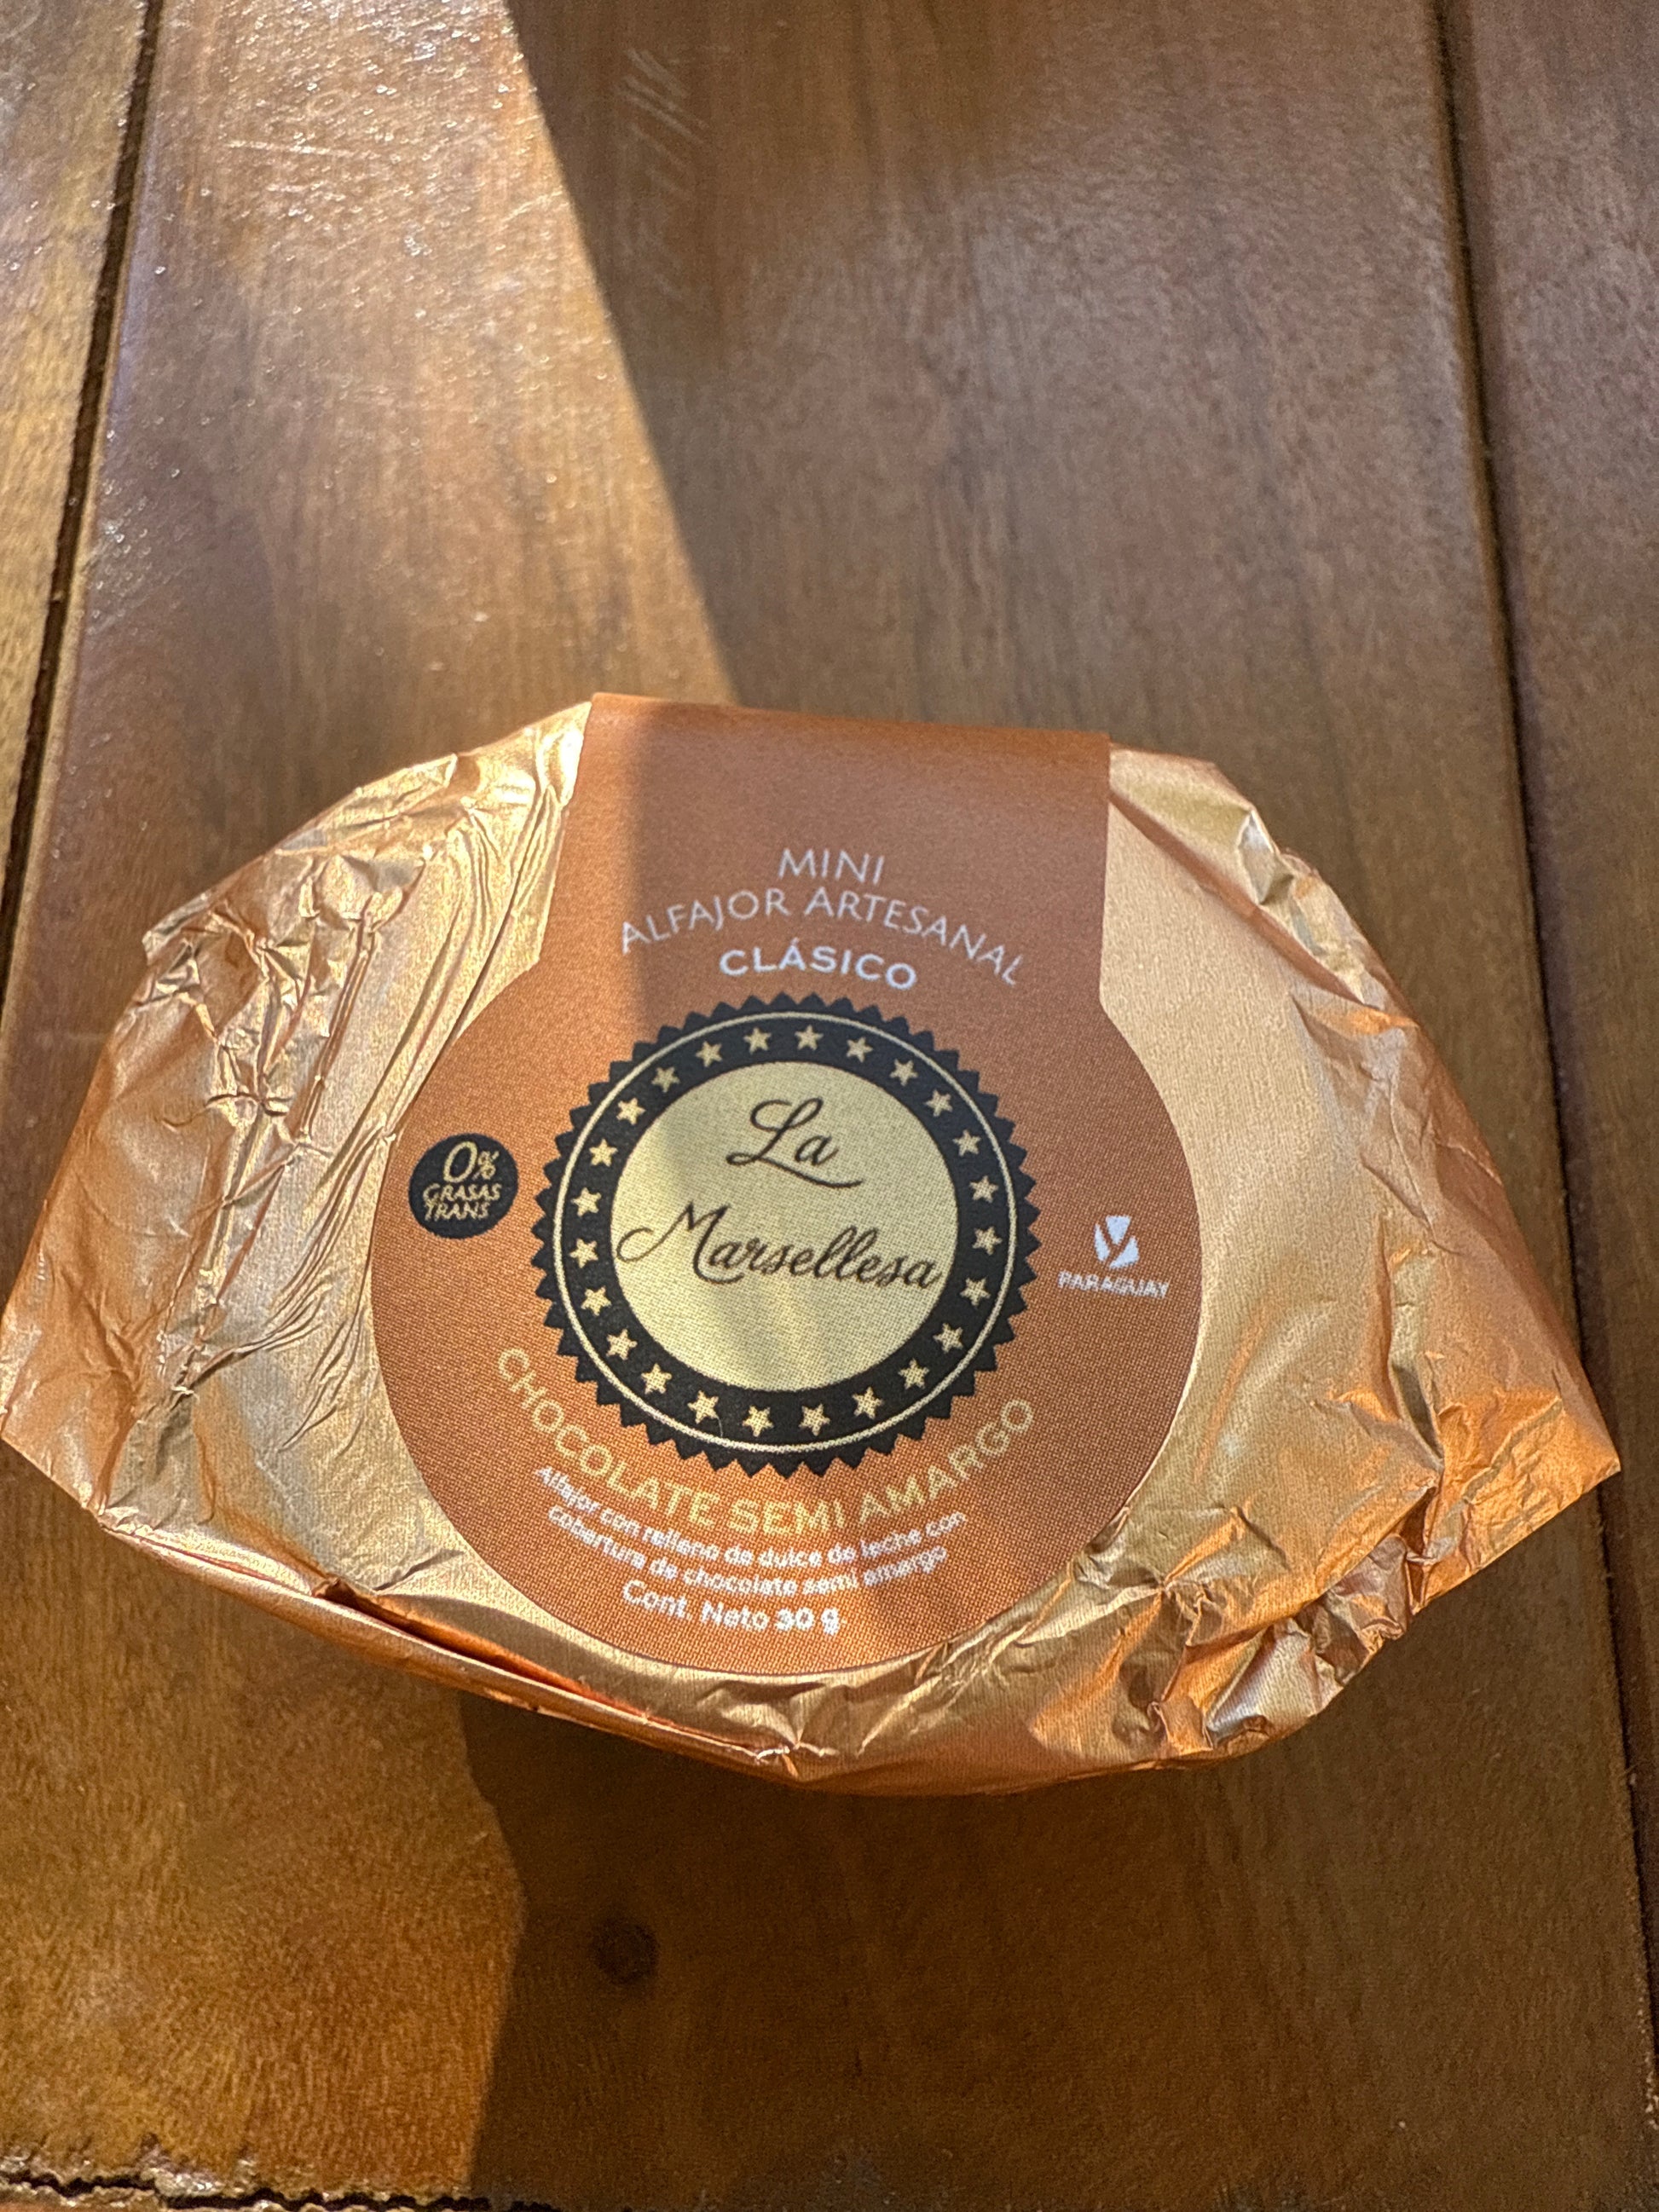 MINI
ALFAJOR ARTESANAL
CLÁSICO
La
Marsellesa
0%
GRASAS
TRANS
PARAGUAY
CHOCOLATE SEMI AMARGO
Alfajor con relleno de dulce de leche con
cobertura de chocolate semi amargo
Cont. Neto 30 g.